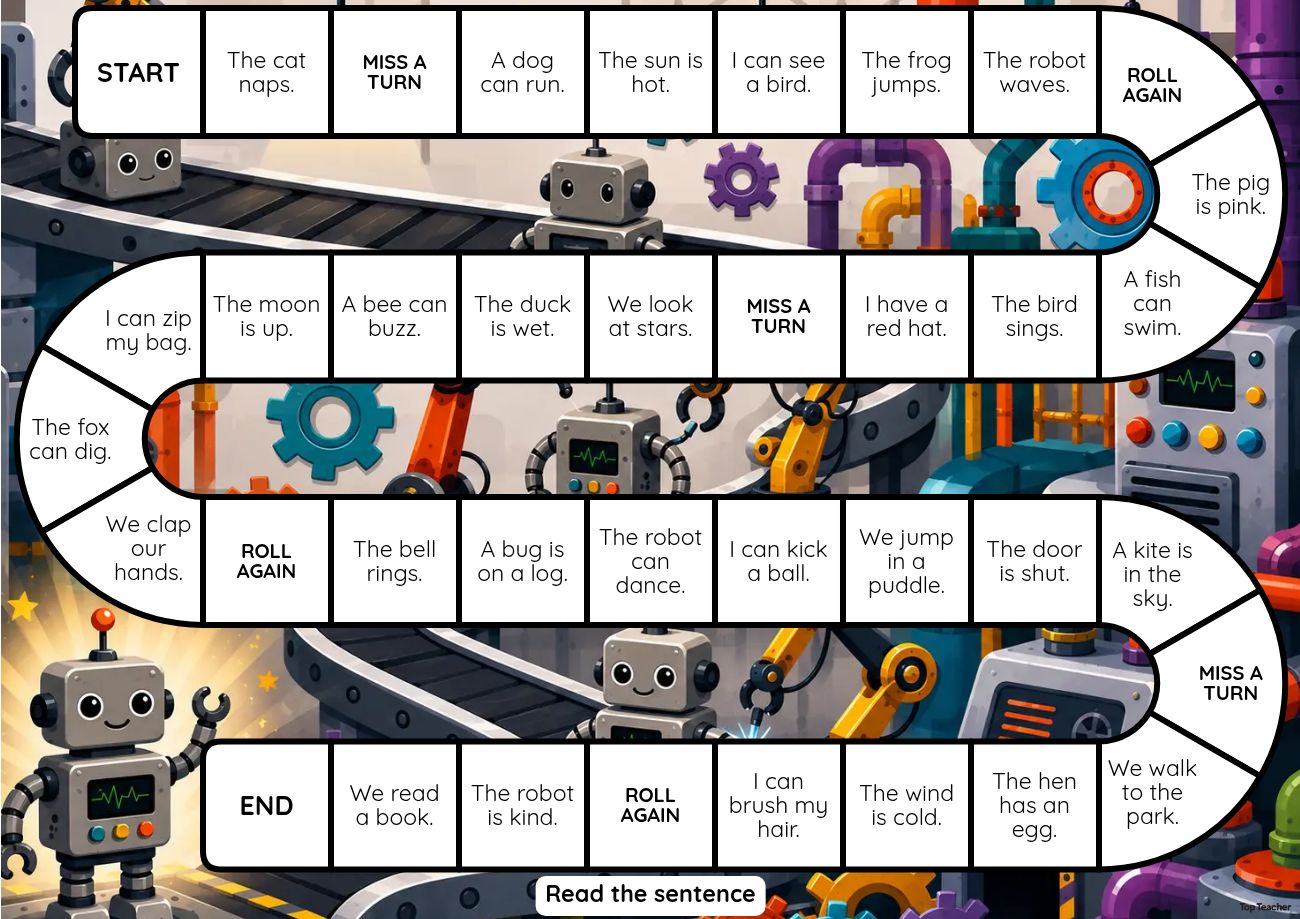 START
The cat
naps.
MISS A
TURN
A dog
can run.
The sun is
hot.
I can see
a bird.
The frog
jumps.
The robot
waves.
ROLL
AGAIN
The pig
is pink.
A fish
can
swim.
The bird
sings.
I have a
red hat.
MISS A
TURN
We look
at stars.
The duck
is wet.
A bee can
buzz.
The moon
is up.
I can zip
my bag.
The fox
can dig.
We clap
our
hands.
ROLL
AGAIN
The bell
rings.
A bug is
on a log.
The robot
can
dance.
I can kick
a ball.
We jump
in a
puddle.
The door
is shut.
A kite is
in the
sky.
MISS A
TURN
We walk
to the
park.
The hen
has an
egg.
The wind
is cold.
I can
brush my
hair.
ROLL
AGAIN
The robot
is kind.
We read
a book.
END
Read the sentence
Top Teacher